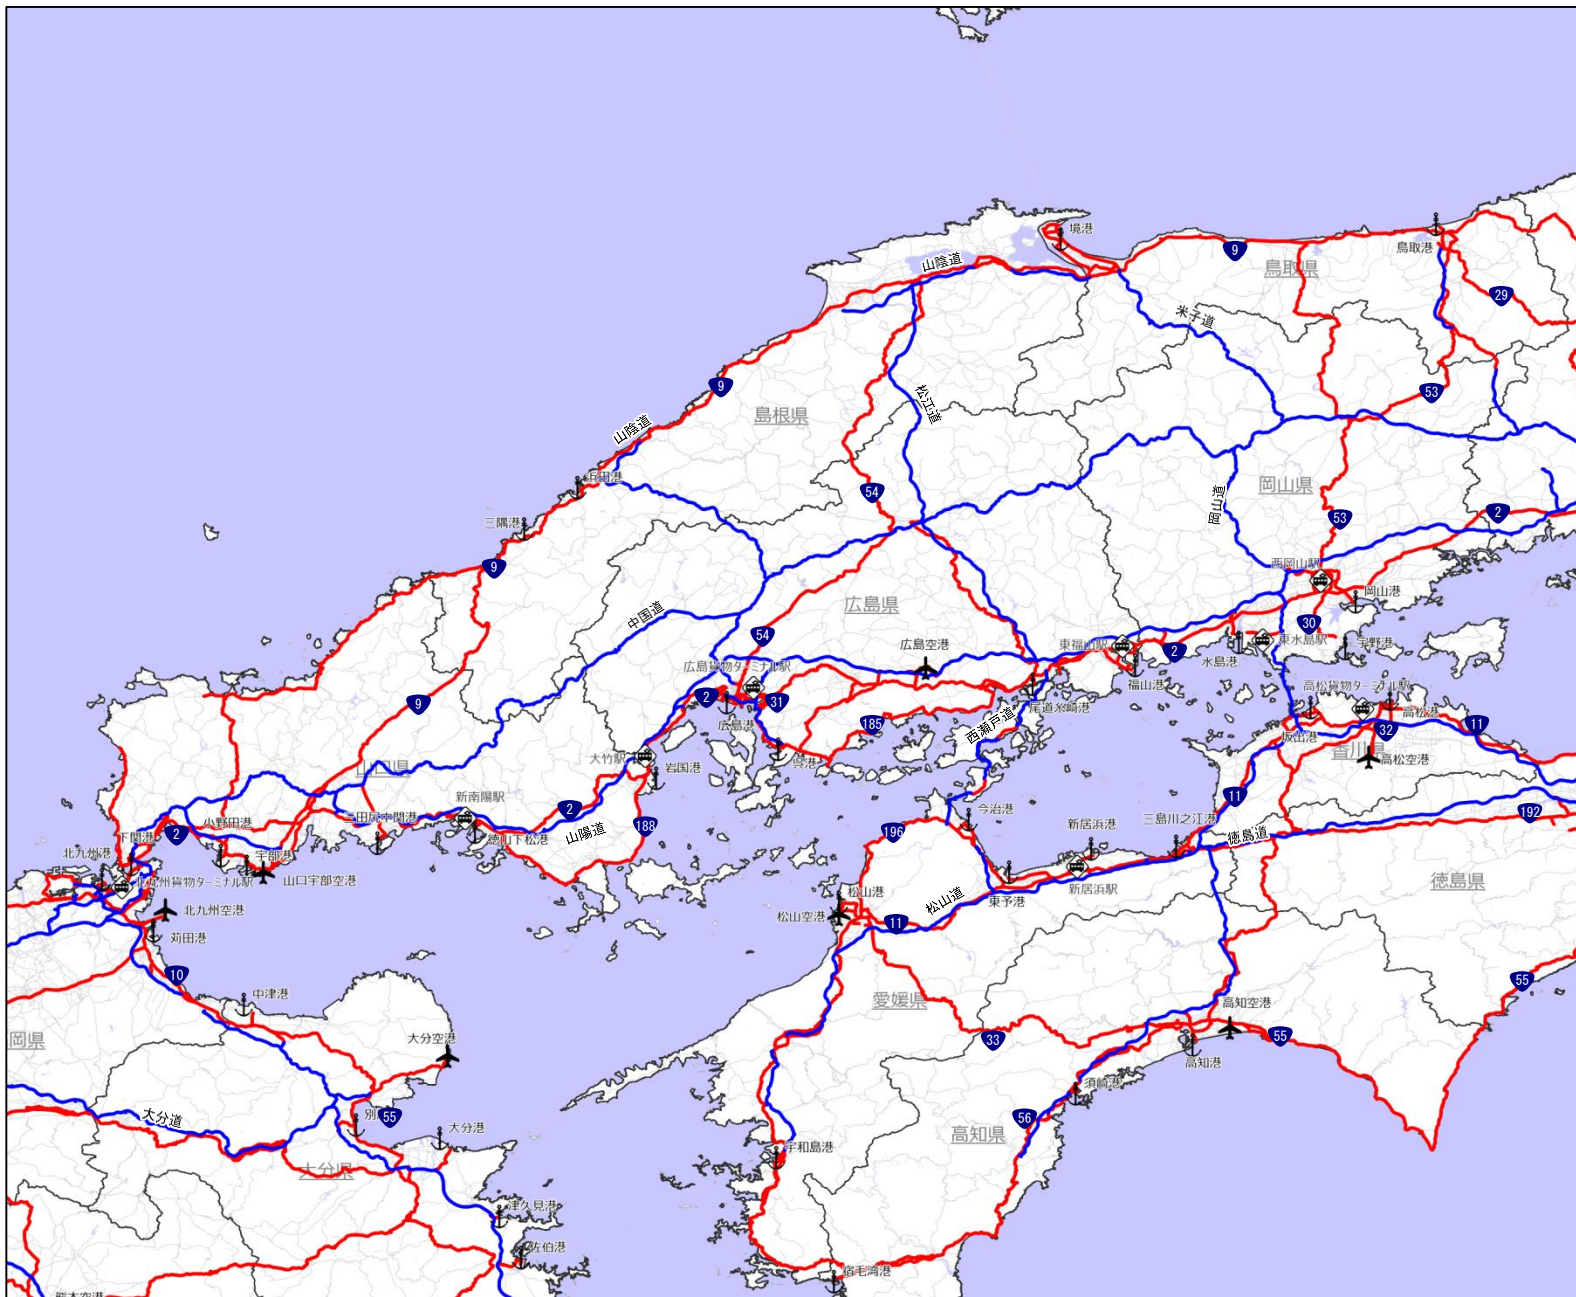 境港
鳥取港
9
山陰道
鳥取県
29
米子道
9
島根県
松江道
53
山陰道
浜田港
岡山県
54
岡山道
53
2
三隅港
9
西岡山駅
岡山港
中国道
広島県
54
広島空港
東福山駅
2
30
東水島駅
宇野港
水島港
広島貨物ターミナル駅
福山港
2
31
高松貨物ターミナル駅
9
185
尾道糸崎港
高松港
11
広島港
西瀬戸道
坂出港
32
香川県
大竹駅
呉港
高松空港
山口県
岩国港
11
新南陽駅
2
今治港
192
小野田港
三田尻中関港
徳山下松港
山陽道
188
196
新居浜港
三島川之江港
徳島道
下関港
2
北九州港
宇部港
北九州貨物ターミナル駅
山口宇部空港
松山港
松山道
東予港
新居浜駅
徳島県
北九州空港
松山空港
11
苅田港
10
55
中津港
愛媛県
高知空港
岡県
大分空港
33
55
高知港
須崎港
大分道
別
55
大分港
56
高知県
宇和島港
大分県
津久見港
佐伯港
宿毛湾港
熊本空港